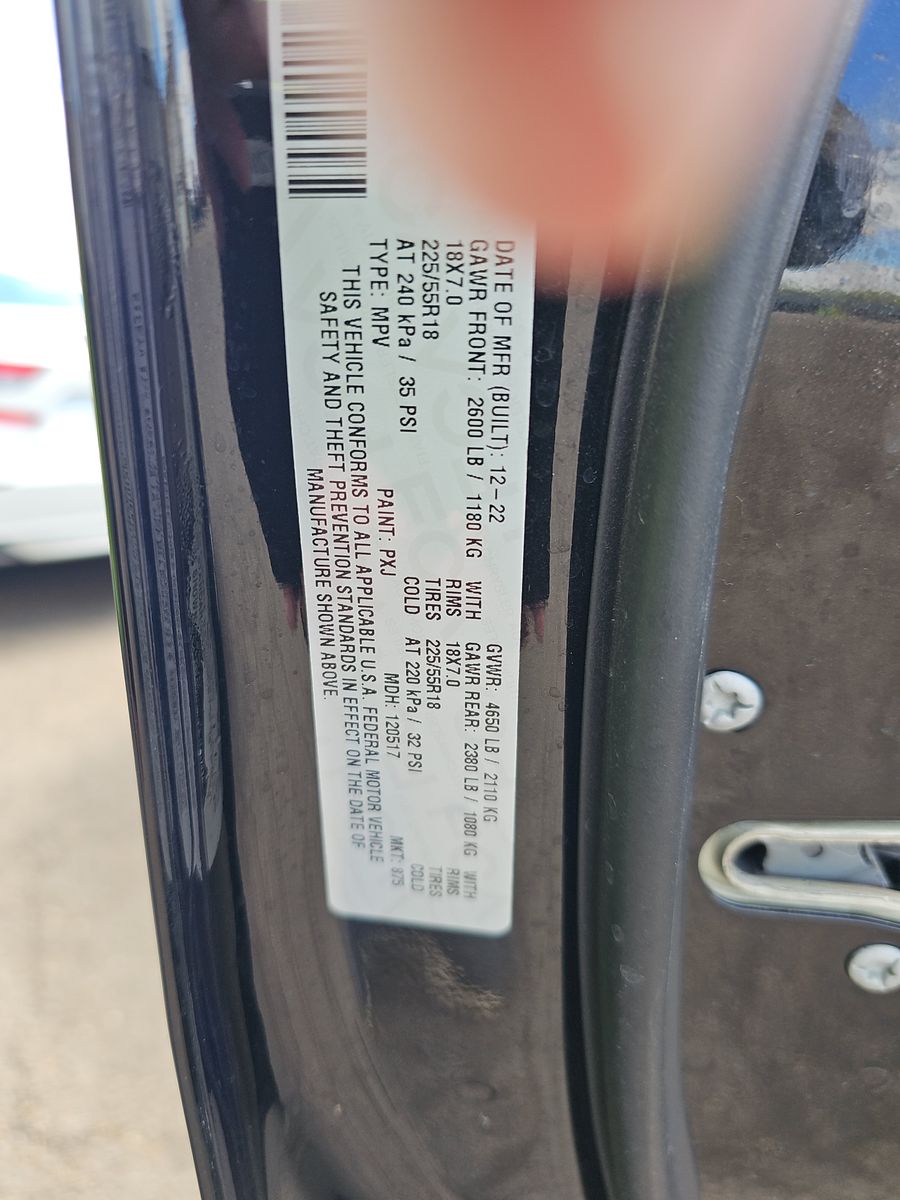 DATE OF MFR (BUILT): 12-22 GVWR: 4650 LB / 2110 KG
GAWR FRONT: 2600 LB / 1180 KG WITH GAWR REAR: 2380 LB / 1080 KG WITH
18X7.0 RIMS 18X7.0 RIMS
225/55R18 TIRES 225/55R18 TIRES
AT 240 kPa / 35 PSI COLD AT 220 kPa / 32 PSI COLD
TYPE: MPV PAINT: PXJ MDH: 120517 MKT: 875
THIS VEHICLE CONFORMS TO ALL APPLICABLE U.S.A. FEDERAL MOTOR VEHICLE
SAFETY AND THEFT PREVENTION STANDARDS IN EFFECT ON THE DATE OF
MANUFACTURE SHOWN ABOVE.